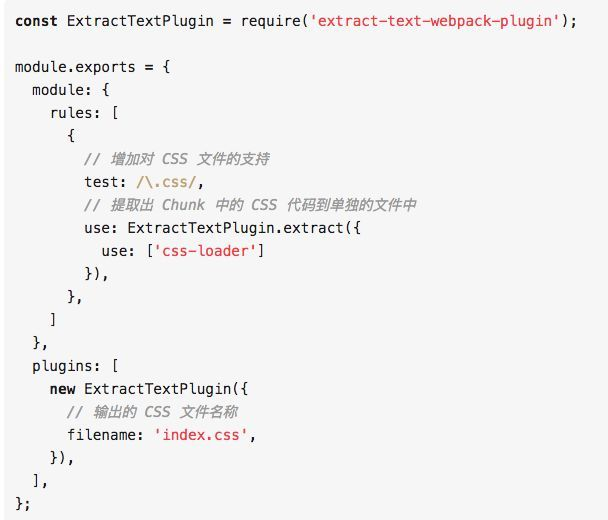 const ExtractTextPlugin = require('extract-text-webpack-plugin');

module.exports = {
  module: {
    rules: [
      {
        // 增加对 CSS 文件的支持
        test: /\.css/,
        // 提取出 Chunk 中的 CSS 代码到单独的文件中
        use: ExtractTextPlugin.extract({
          use: ['css-loader']
        }),
      },
    ]
  },
  plugins: [
    new ExtractTextPlugin({
      // 输出的 CSS 文件名称
      filename: 'index.css',
    }),
  ],
};